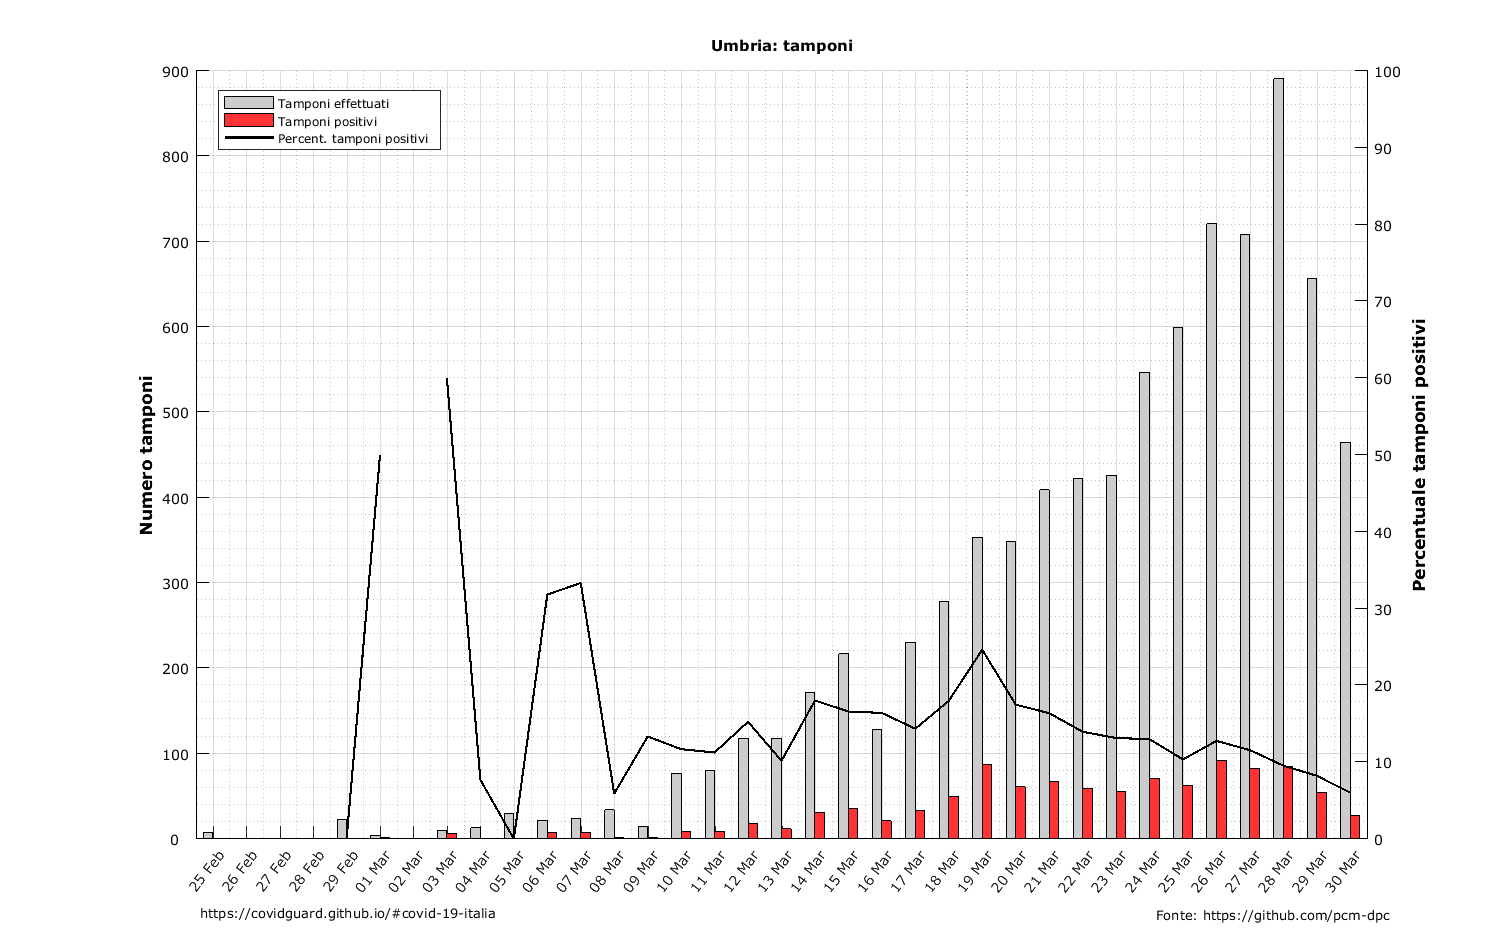 Umbria: tamponi
Tamponi effettuati
Tamponi positivi
Percent. tamponi positivi
Numero tamponi
900
800
700
600
500
400
300
200
100
0
Percentuale tamponi positivi
100
90
80
70
60
50
40
30
20
10
0
25 Feb
26 Feb
27 Feb
28 Feb
29 Feb
01 Mar
02 Mar
03 Mar
04 Mar
05 Mar
06 Mar
07 Mar
08 Mar
09 Mar
10 Mar
11 Mar
12 Mar
13 Mar
14 Mar
15 Mar
16 Mar
17 Mar
18 Mar
19 Mar
20 Mar
21 Mar
22 Mar
23 Mar
24 Mar
25 Mar
26 Mar
27 Mar
28 Mar
29 Mar
30 Mar
https://covidguard.github.io/#covid-19-italia
Fonte: https://github.com/pcm-dpc